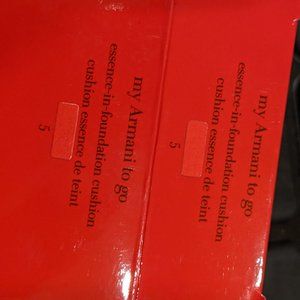 my Armani to go
essence-in-foundation cushion
cushion essence de teint
5
my Armani to go
essence-in-foundation cushion
cushion essence de teint
5